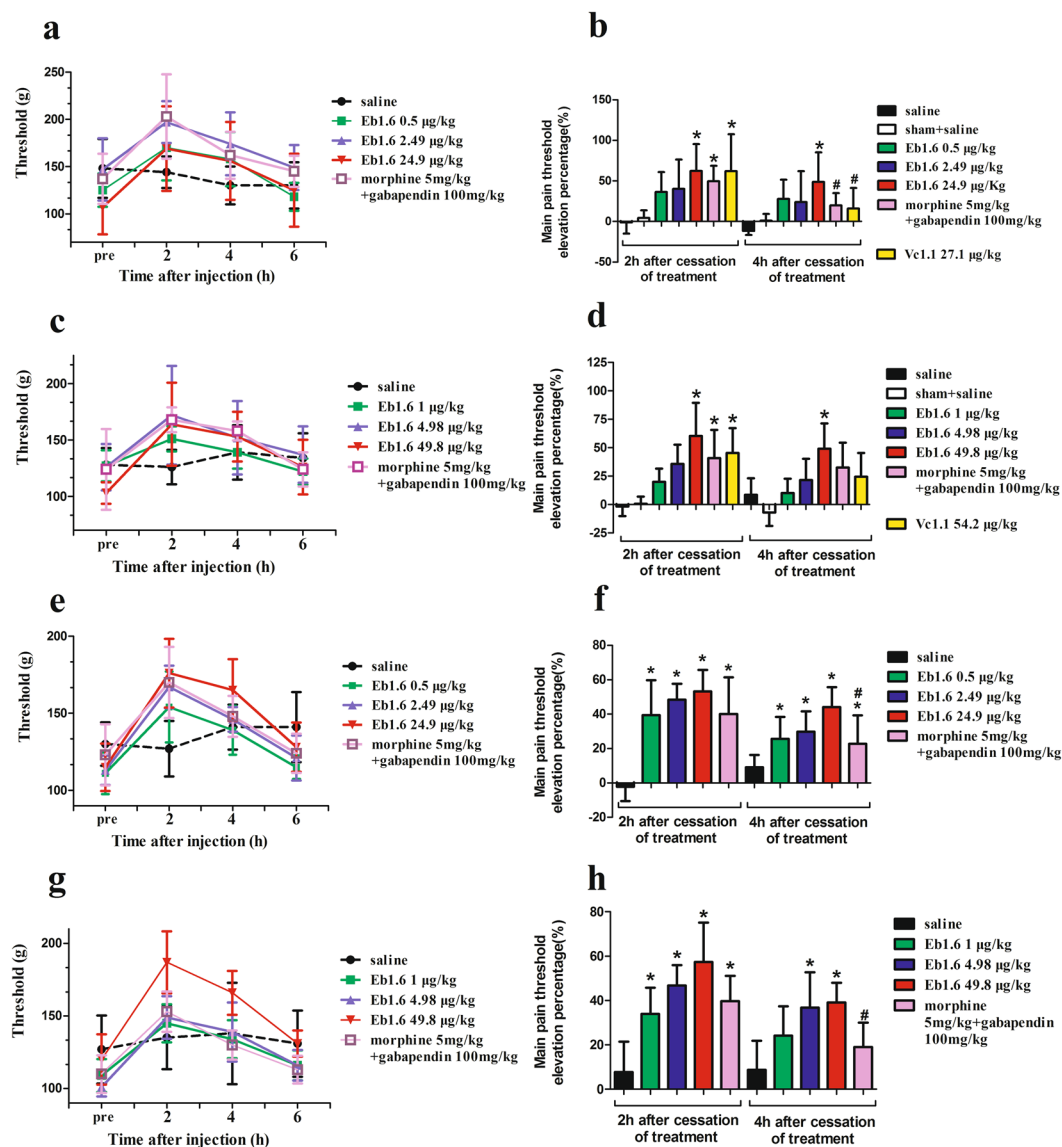 a
Threshold (g)
250
200
150
100
pre
2
4
6
Time after injection (h)
saline
Eb1.6 0.5 µg/kg
Eb1.6 2.49 µg/kg
Eb1.6 24.9 µg/kg
morphine 5mg/kg
+gabapendin 100mg/kg
b
Main pain threshold
elevation percentage(%)
100
50
0
-50
*
*
*
*
#
#
2h after cessation
of treatment
4h after cessation
of treatment
saline
sham+saline
Eb1.6 0.5 µg/kg
Eb1.6 2.49 µg/kg
Eb1.6 24.9 µg/Kg
morphine 5mg/kg
+gabapendin 100mg/kg
Vc1.1 27.1 µg/kg
c
Threshold (g)
200
150
100
pre
2
4
6
Time after injection (h)
saline
Eb1.6 1 µg/kg
Eb1.6 4.98 µg/kg
Eb1.6 49.8 µg/kg
morphine 5mg/kg
+gabapendin 100mg/kg
d
Main pain threshold
elevation percentage(%)
125
100
75
50
25
0
-25
*
*
*
*
2h after cessation
of treatment
4h after cessation
of treatment
saline
sham+saline
Eb1.6 1 µg/kg
Eb1.6 4.98 µg/kg
Eb1.6 49.8 µg/kg
morphine 5mg/kg
+gabapendin 100mg/kg
Vc1.1 54.2 µg/kg
e
Threshold (g)
200
150
100
pre
2
4
6
Time after injection (h)
saline
Eb1.6 0.5 µg/kg
Eb1.6 2.49 µg/kg
Eb1.6 24.9 µg/kg
morphine 5mg/kg
+gabapendin 100mg/kg
f
Main pain threshold
elevation percentage(%)
60
40
20
0
-20
*
*
*
*
*
*
*
#
*
2h after cessation
of treatment
4h after cessation
of treatment
saline
Eb1.6 0.5 µg/kg
Eb1.6 2.49 µg/kg
Eb1.6 24.9 µg/kg
morphine 5mg/kg
+gabapendin 100mg/kg
g
Threshold (g)
200
150
100
pre
2
4
6
Time after injection (h)
saline
Eb1.6 1 µg/kg
Eb1.6 4.98 µg/kg
Eb1.6 49.8 µg/kg
morphine 5mg/kg
+gabapendin 100mg/kg
h
Main pain threshold
elevation percentage(%)
80
60
40
20
0
*
*
*
*
*
*
#
2h after cessation
of treatment
4h after cessation
of treatment
saline
Eb1.6 1 µg/kg
Eb1.6 4.98 µg/kg
Eb1.6 49.8 µg/kg
morphine
5mg/kg+gabapendin
100mg/kg